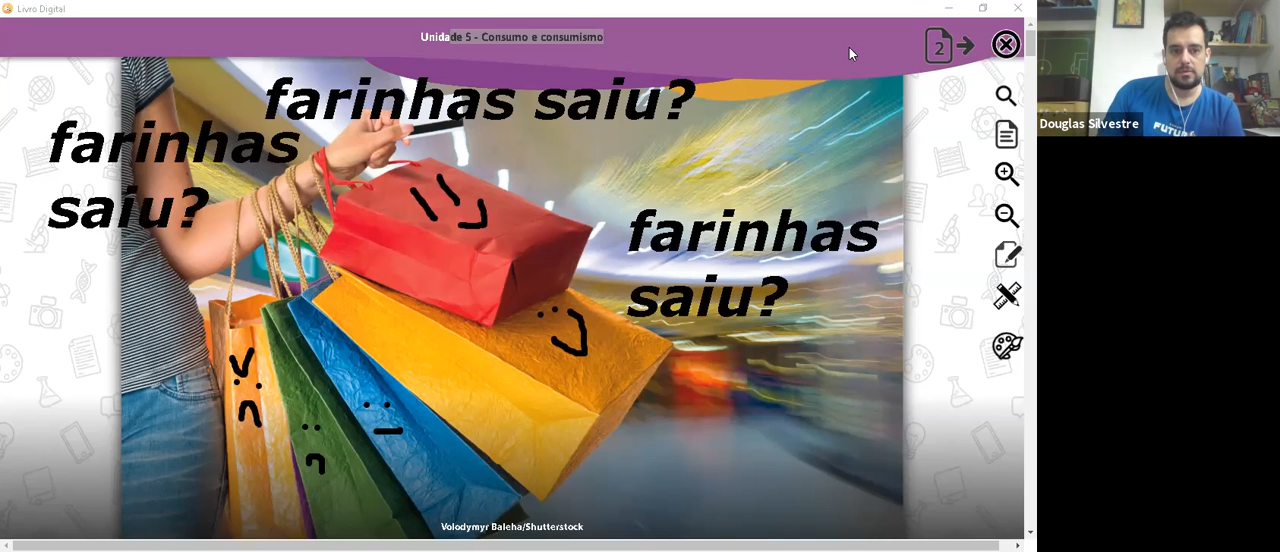 Livro Digital
Unidade 5 - Consumo e consumismo
2
farinhas saiu?
farinhas
saiu?
farinhas
saiu?
Volodymyr Baleha/Shutterstock
Douglas Silvestre
FUTUR